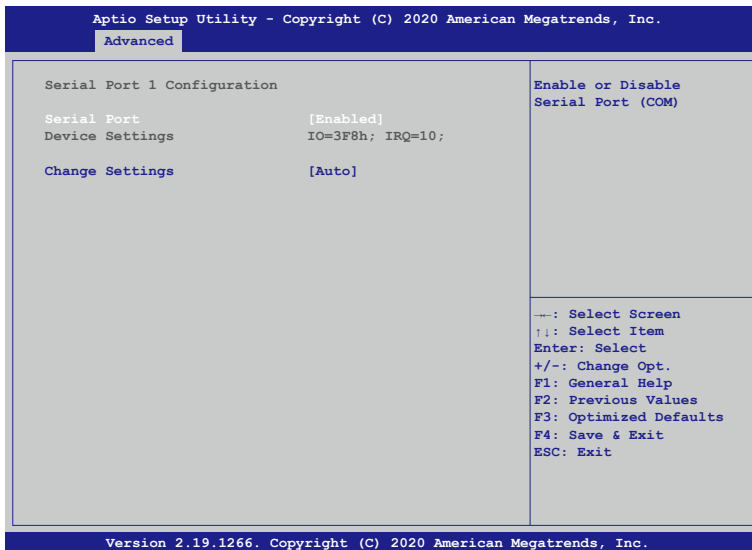 Aptio Setup Utility - Copyright (C) 2020 American Megatrends, Inc.
Advanced
Serial Port 1 Configuration
Serial Port [Enabled]
Device Settings IO=3F8h; IRQ=10;
Change Settings [Auto]
Enable or Disable
Serial Port (COM)
→←: Select Screen
↑↓: Select Item
Enter: Select
+/-: Change Opt.
F1: General Help
F2: Previous Values
F3: Optimized Defaults
F4: Save & Exit
ESC: Exit
Version 2.19.1266. Copyright (C) 2020 American Megatrends, Inc.